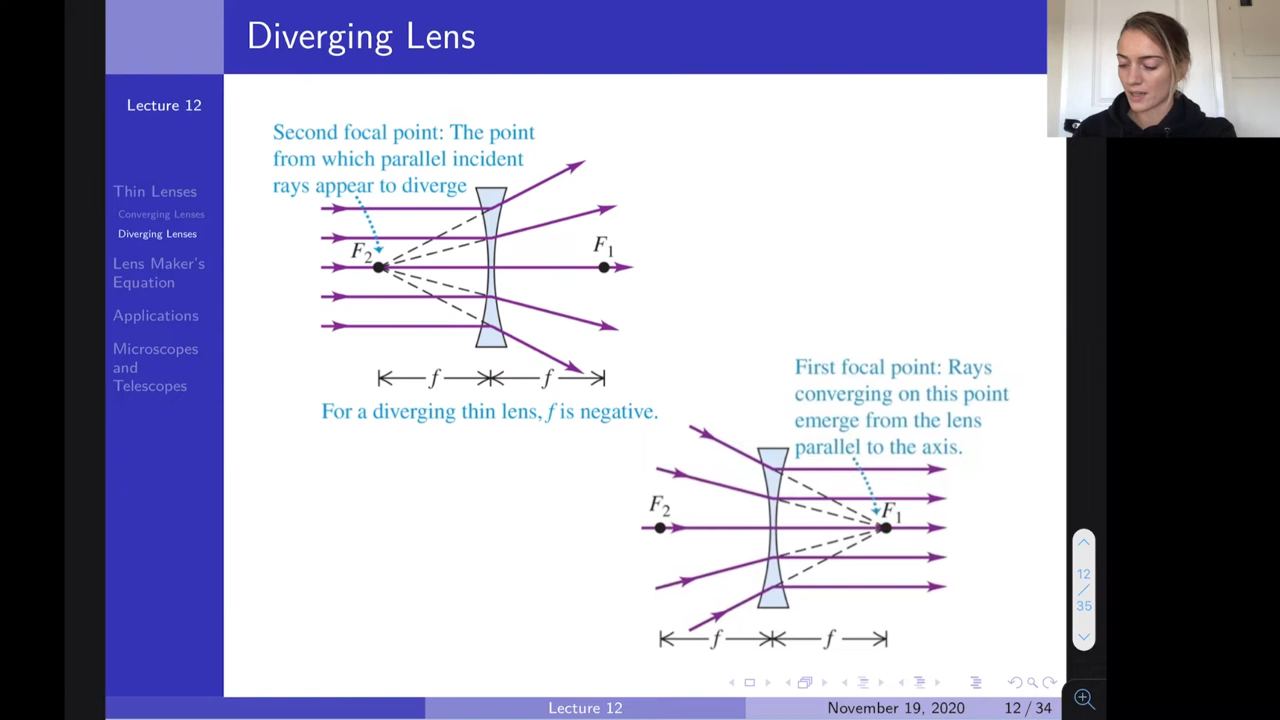 Diverging Lens
Lecture 12
Thin Lenses
Converging Lenses
Diverging Lenses
Lens Maker's
Equation
Applications
Microscopes
and
Telescopes
Second focal point: The point
from which parallel incident
rays appear to diverge
F₂
F₁
f
f
For a diverging thin lens, f is negative.
First focal point: Rays
converging on this point
emerge from the lens
parallel to the axis.
F₂
F₁
f
f
12
/
35
Lecture 12
November 19, 2020
12 / 34